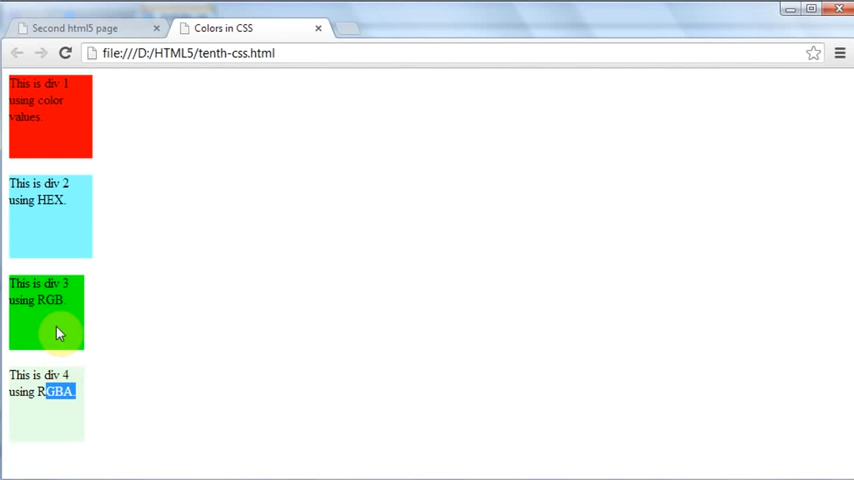 Second html5 page
Colors in CSS
file:///D:/HTML5/tenth-css.html
This is div 1
using color
values.
This is div 2
using HEX.
This is div 3
using RGB.
This is div 4
using RGBA.